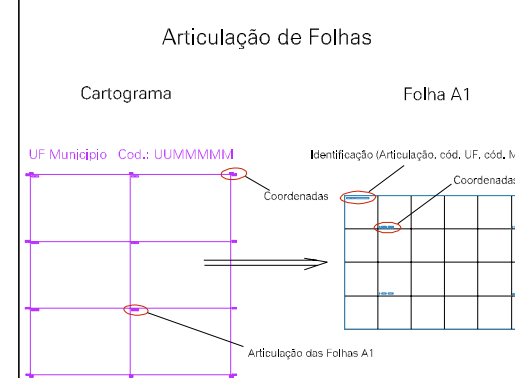 Articulação de Folhas
Cartograma
Folha A1
UF Município Cod.: UUMMMMM
Identificação (Articulação, cód. UF, cód. M
Coordenadas
Coordenadas
Articulação das Folhas A1